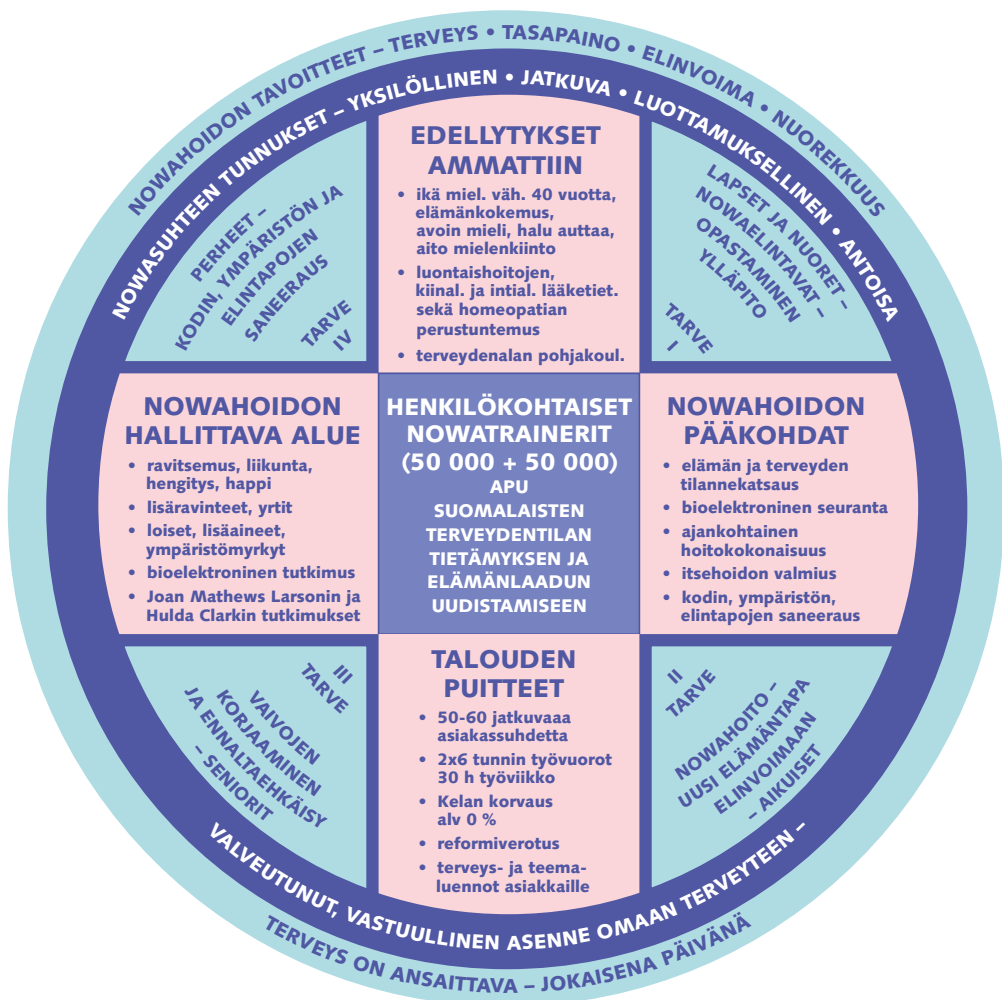 NOWAHOIDON TAVOITTEET – TERVEYS • TASAPAINO • ELINVOIMA • NUOREKKUUS
NOWASUHTEEN TUNNUKSET – YKSILÖLLINEN • JATKUVA • LUOTTAMUKSELLINEN • ANTOISA
PERHEET –
KODIN, YMPÄRISTÖN JA
ELINTAPOJEN
SANEERAUS
TARVE
IV
EDELLYTYKSET
AMMATTIIN
• ikä miel. väh. 40 vuotta,
elämänkokemus,
avoin mieli, halu auttaa,
aito mielenkiinto
• luontaishoitojen,
kiinal. ja intial. lääketiet.
sekä homeopatian
perustuntemus
• terveydenalan pohjakoul.
LAPSET JA NUORET –
NOWAELINTAVAT –
OPASTAMINEN
YLLÄPITO
TARVE
I
NOWAHOIDON
HALLITTAVA ALUE
• ravitsemus, liikunta,
hengitys, happi
• lisäravinteet, yrtit
• loiset, lisäaineet,
ympäristömyrkyt
• bioelektroninen tutkimus
• Joan Mathews Larsonin ja
Hulda Clarkin tutkimukset
HENKILÖKOHTAISET
NOWATRAINERIT
(50 000 + 50 000)
APU
SUOMALAISTEN
TERVEYDENTILAN
TIETÄMYKSEN JA
ELÄMÄNLAADUN
UUDISTAMISEEN
NOWAHOIDON
PÄÄKOHDAT
• elämän ja terveyden
tilannekatsaus
• bioelektroninen seuranta
• ajankohtainen
hoitokokonaisuus
• itsehoidon valmius
• kodin, ympäristön,
elintapojen saneeraus
III
TARVE
VAIVOJEN
KORJAAMINEN
JA ENNALTAEHKÄISY
– SENIORIT
TALOUDEN
PUITTEET
• 50-60 jatkuvaaa
asiakassuhdetta
• 2x6 tunnin työvuorot
30 h työviikko
• Kelan korvaus
alv 0 %
• reformiverotus
• terveys- ja teema-
luennot asiakkaille
II
TARVE
NOWAHOITO –
UUSI ELÄMÄNTAPA
ELINVOIMAAN
– AIKUISET
VALVEUTUNUT, VASTUULLINEN ASENNE OMAAN TERVEYTEEN –
TERVEYS ON ANSAITTAVA – JOKAISENA PÄIVÄNÄ